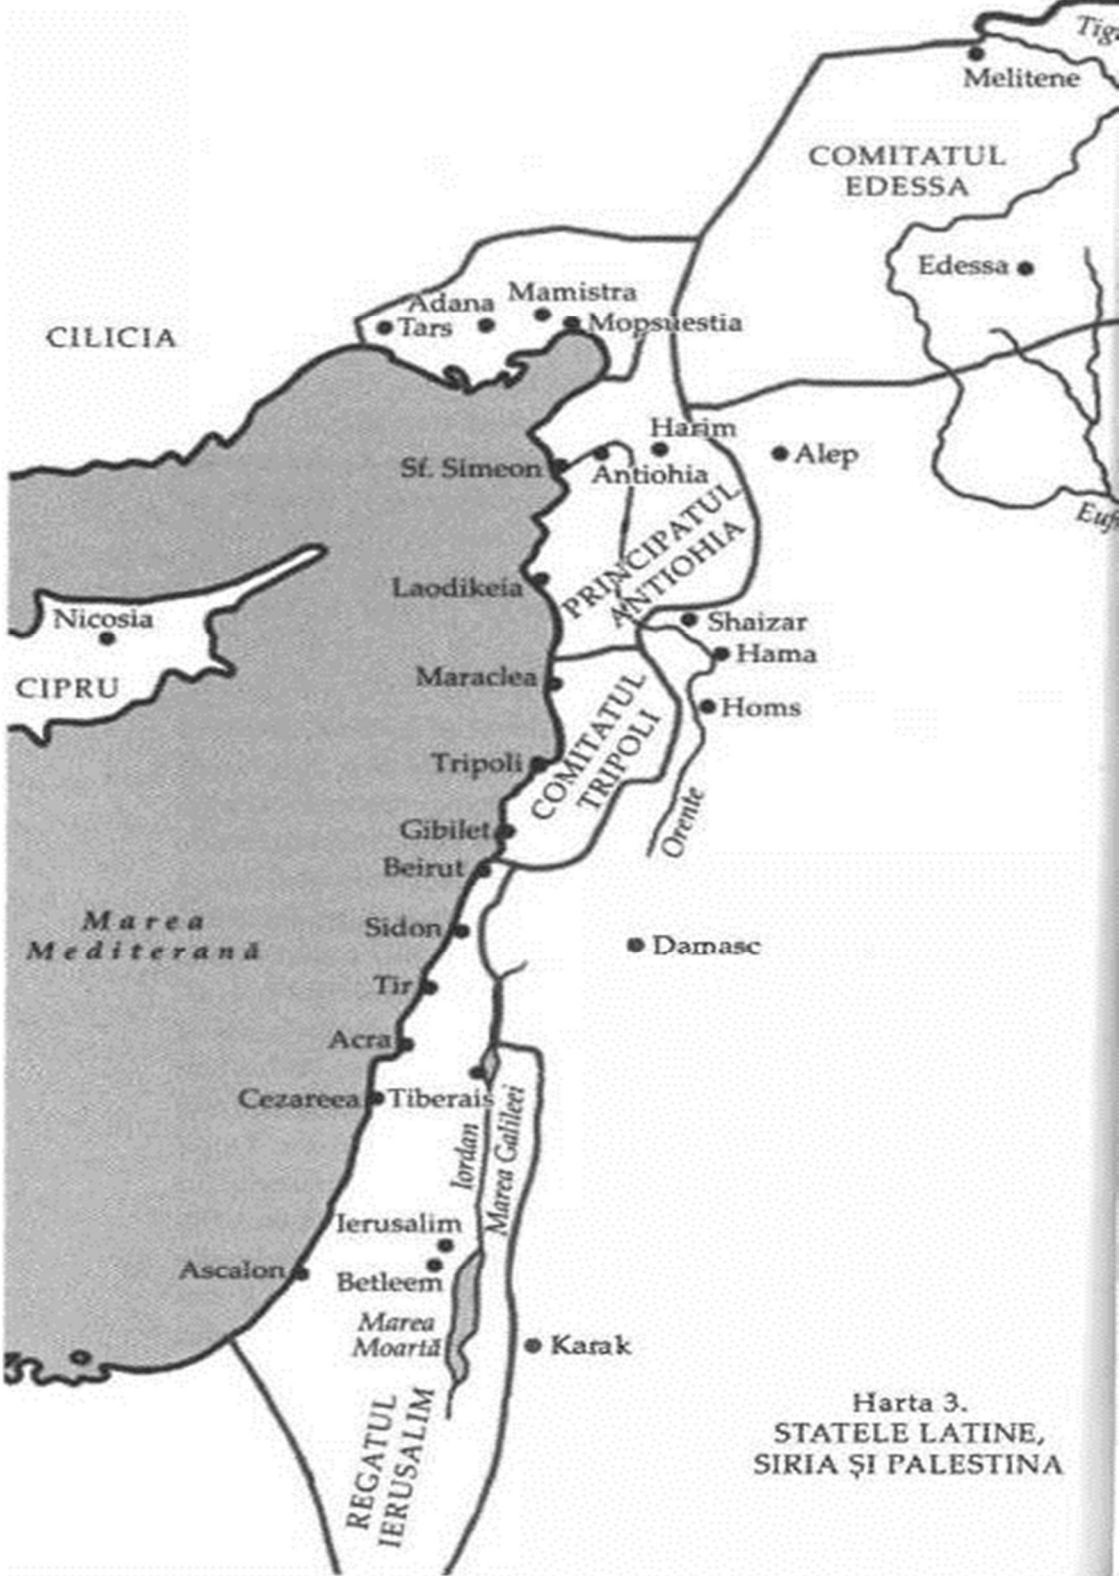 Melitene
COMITATUL
EDESSA
Edessa
Adana
Mamistra
Tars
Mopsuestia
CILICIA
Harim
Alep
Sf. Simeon
Antiohia
PRINCIPATUL
ANTIOHIA
Laodikeia
Nicosia
CIPRU
Shaizar
Hama
Maraclea
Homs
COMITATUL
TRIPOLI
Tripoli
Orente
Gibilet
Beirut
Marea
Mediterană
Sidon
Damasc
Tir
Acra
Cezareea
Tiberais
Iordan
Marea Galileei
Ierusalim
Ascalon
Betleem
Marea
Moartă
Karak
REGATUL
IERUSALIM
Harta 3.
STATELE LATINE,
SIRIA ȘI PALESTINA